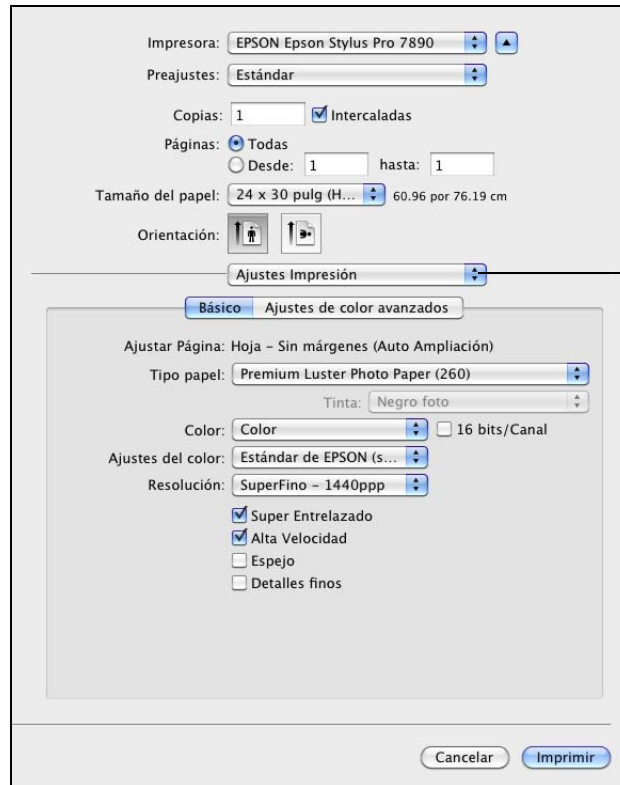 Impresora: EPSON Epson Stylus Pro 7890
Preajustes: Estándar
Copias: 1 Intercaladas
Páginas: Todas
Desde: 1 hasta: 1
Tamaño del papel: 24 x 30 pulg (H... 60.96 por 76.19 cm
Orientación:
Ajustes Impresión
Básico Ajustes de color avanzados
Ajustar Página: Hoja – Sin márgenes (Auto Ampliación)
Tipo papel: Premium Luster Photo Paper (260)
Tinta: Negro foto
Color: Color 16 bits/Canal
Ajustes del color: Estándar de EPSON (s...
Resolución: SuperFino – 1440ppp
Super Entrelazado
Alta Velocidad
Espejo
Detalles finos
Cancelar Imprimir